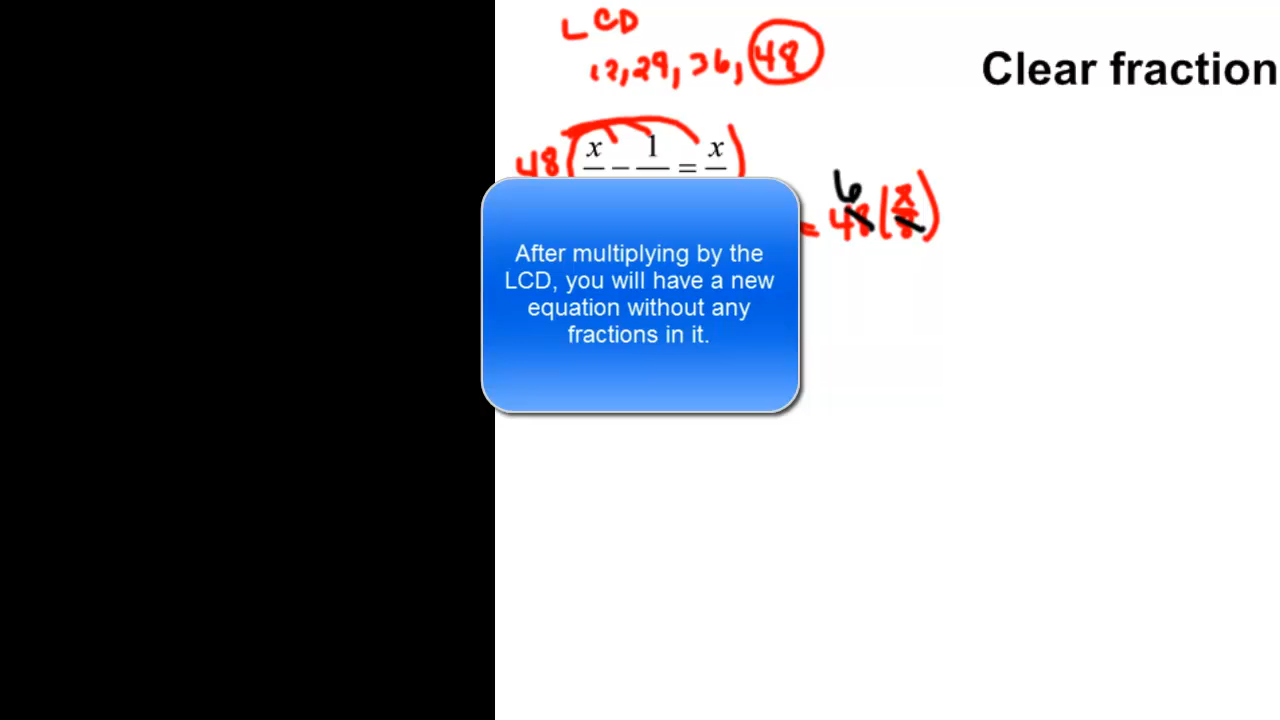 LCD
12, 24, 36, 48
Clear fraction
48 ( x/ - 1/ = x/ )
= 48 ( x/8 )
6
After multiplying by the
LCD, you will have a new
equation without any
fractions in it.